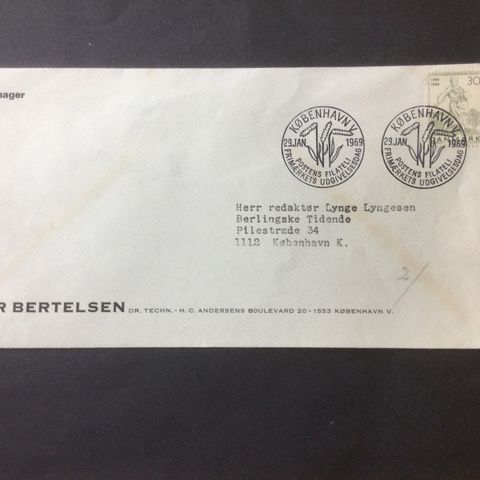 sager
30
DANMARK
KØBENHAVN V.
29.JAN. 1969
POSTENS FILATELI
FRIMÆRKETS UDGIVELSESDAG
KØBENHAVN V.
29.JAN. 1969
POSTENS FILATELI
FRIMÆRKETS UDGIVELSESDAG
Herr redaktør Lynge Lyngesen
Berlingske Tidende
Pilestræde 34
1112 København K.
2/
R BERTELSEN DR. TECHN. - H. C. ANDERSENS BOULEVARD 20 - 1553 KØBENHAVN V.